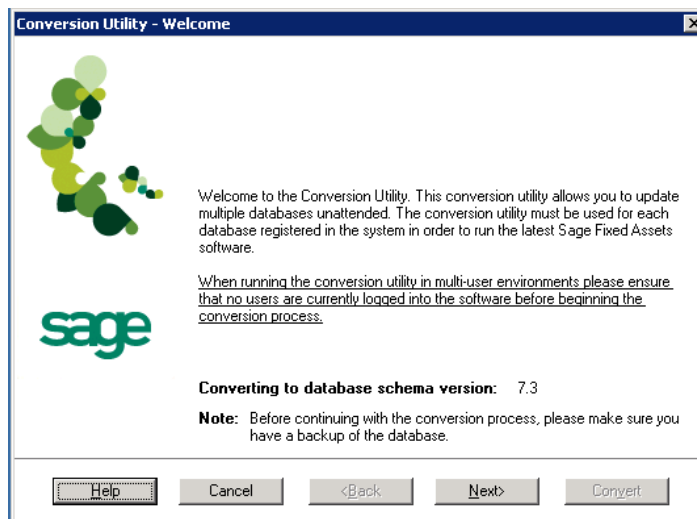 Conversion Utility - Welcome
Welcome to the Conversion Utility. This conversion utility allows you to update
multiple databases unattended. The conversion utility must be used for each
database registered in the system in order to run the latest Sage Fixed Assets
software.
When running the conversion utility in multi-user environments please ensure
that no users are currently logged into the software before beginning the
conversion process.
sage
Converting to database schema version: 7.3
Note: Before continuing with the conversion process, please make sure you
have a backup of the database.
Help Cancel <Back Next> Convert